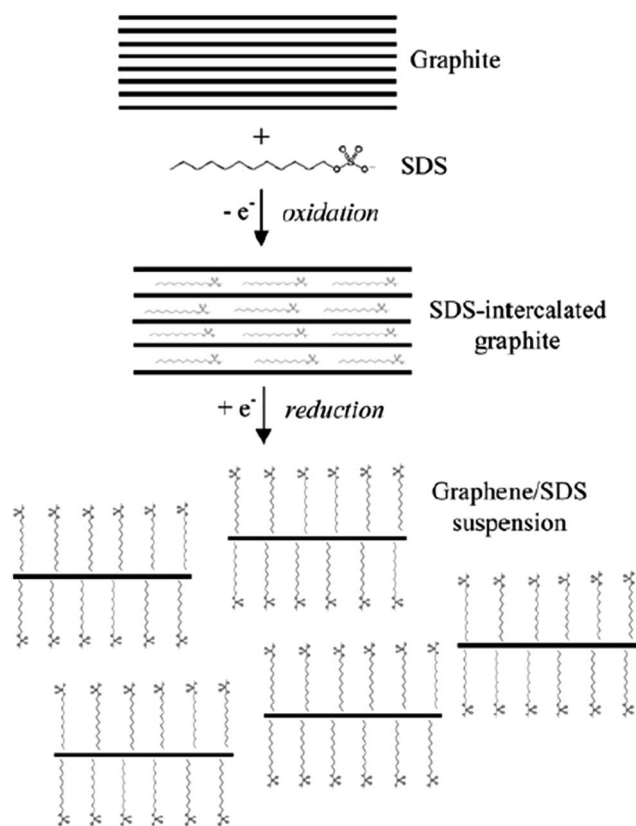 Graphite
+
SDS
- e⁻ oxidation
SDS-intercalated
graphite
+ e⁻ reduction
Graphene/SDS
suspension